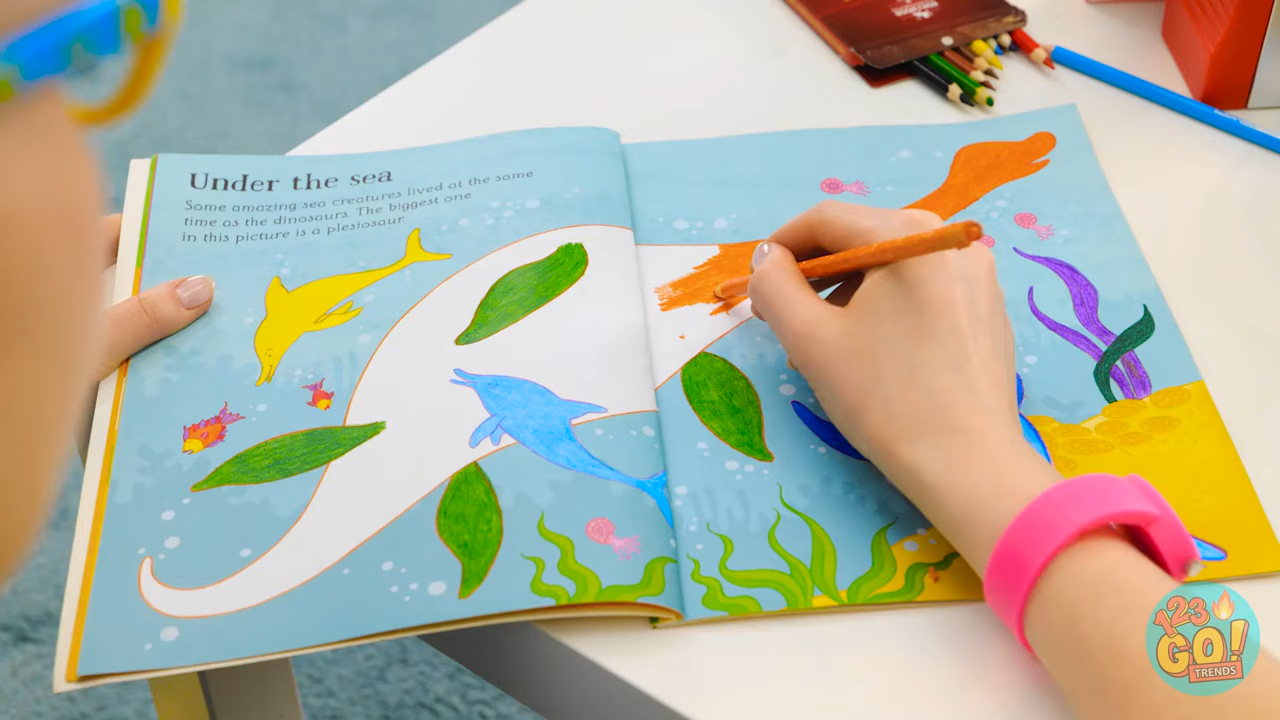 Under the sea
Some amazing sea creatures lived at the same
time as the dinosaurs. The biggest one
in this picture is a plesiosaur.
123
GO!
TRENDS